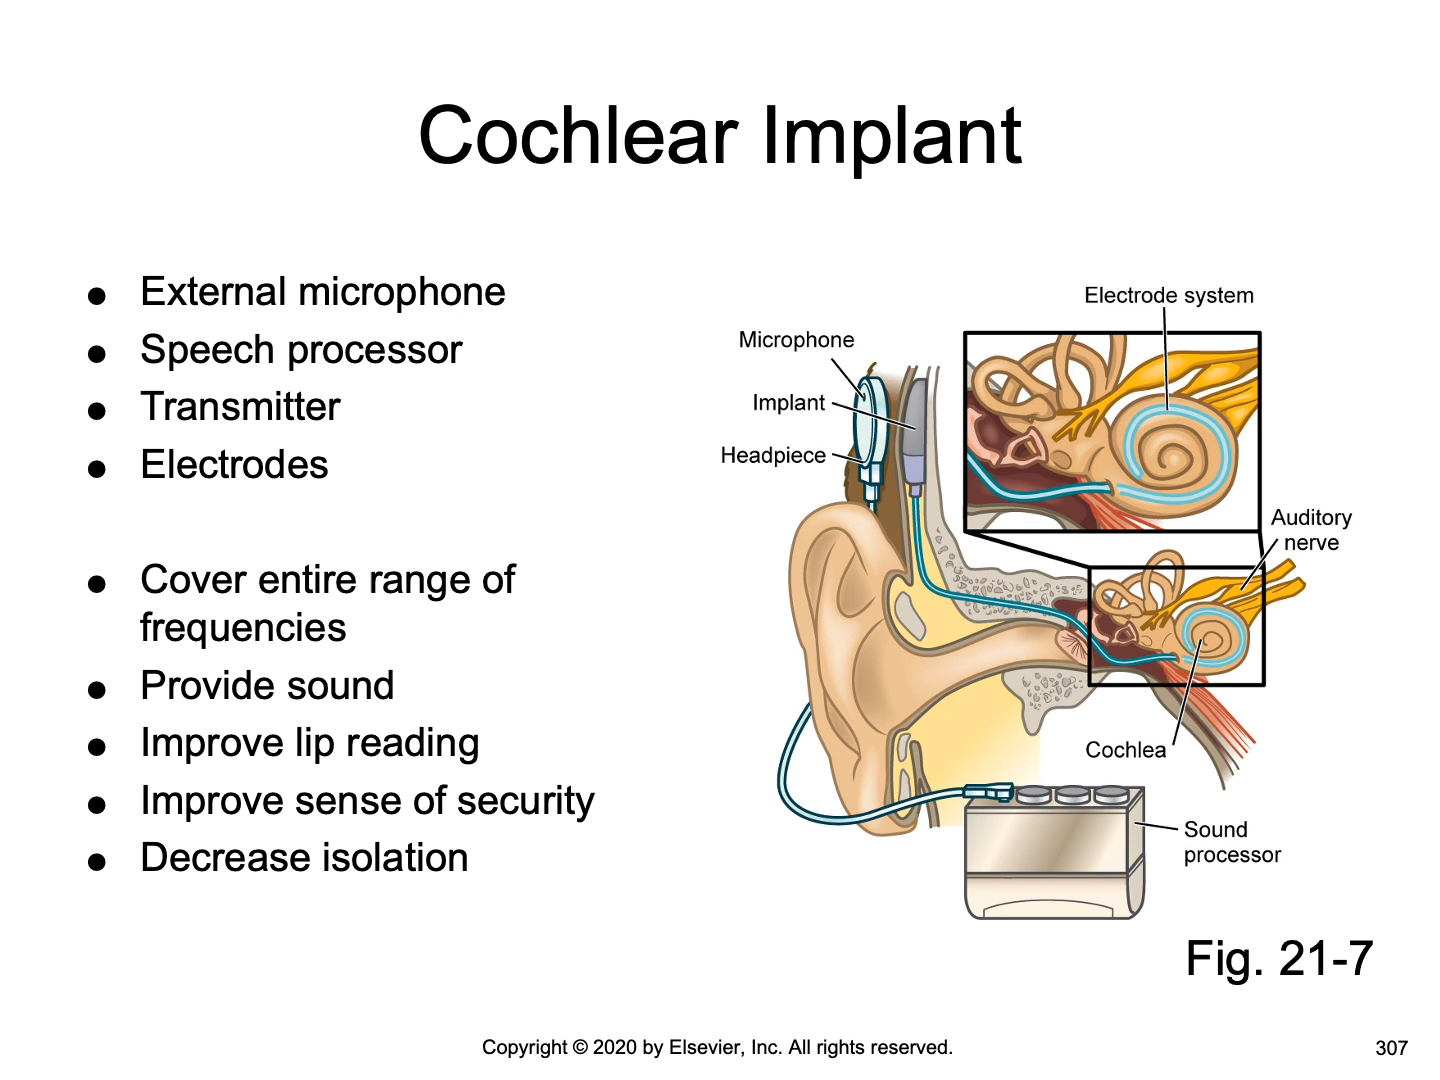 Cochlear Implant
● External microphone
● Speech processor
● Transmitter
● Electrodes
● Cover entire range of
frequencies
● Provide sound
● Improve lip reading
● Improve sense of security
● Decrease isolation
Electrode system
Microphone
Implant
Headpiece
Auditory
nerve
Cochlea
Sound
processor
Fig. 21-7
Copyright © 2020 by Elsevier, Inc. All rights reserved.
307